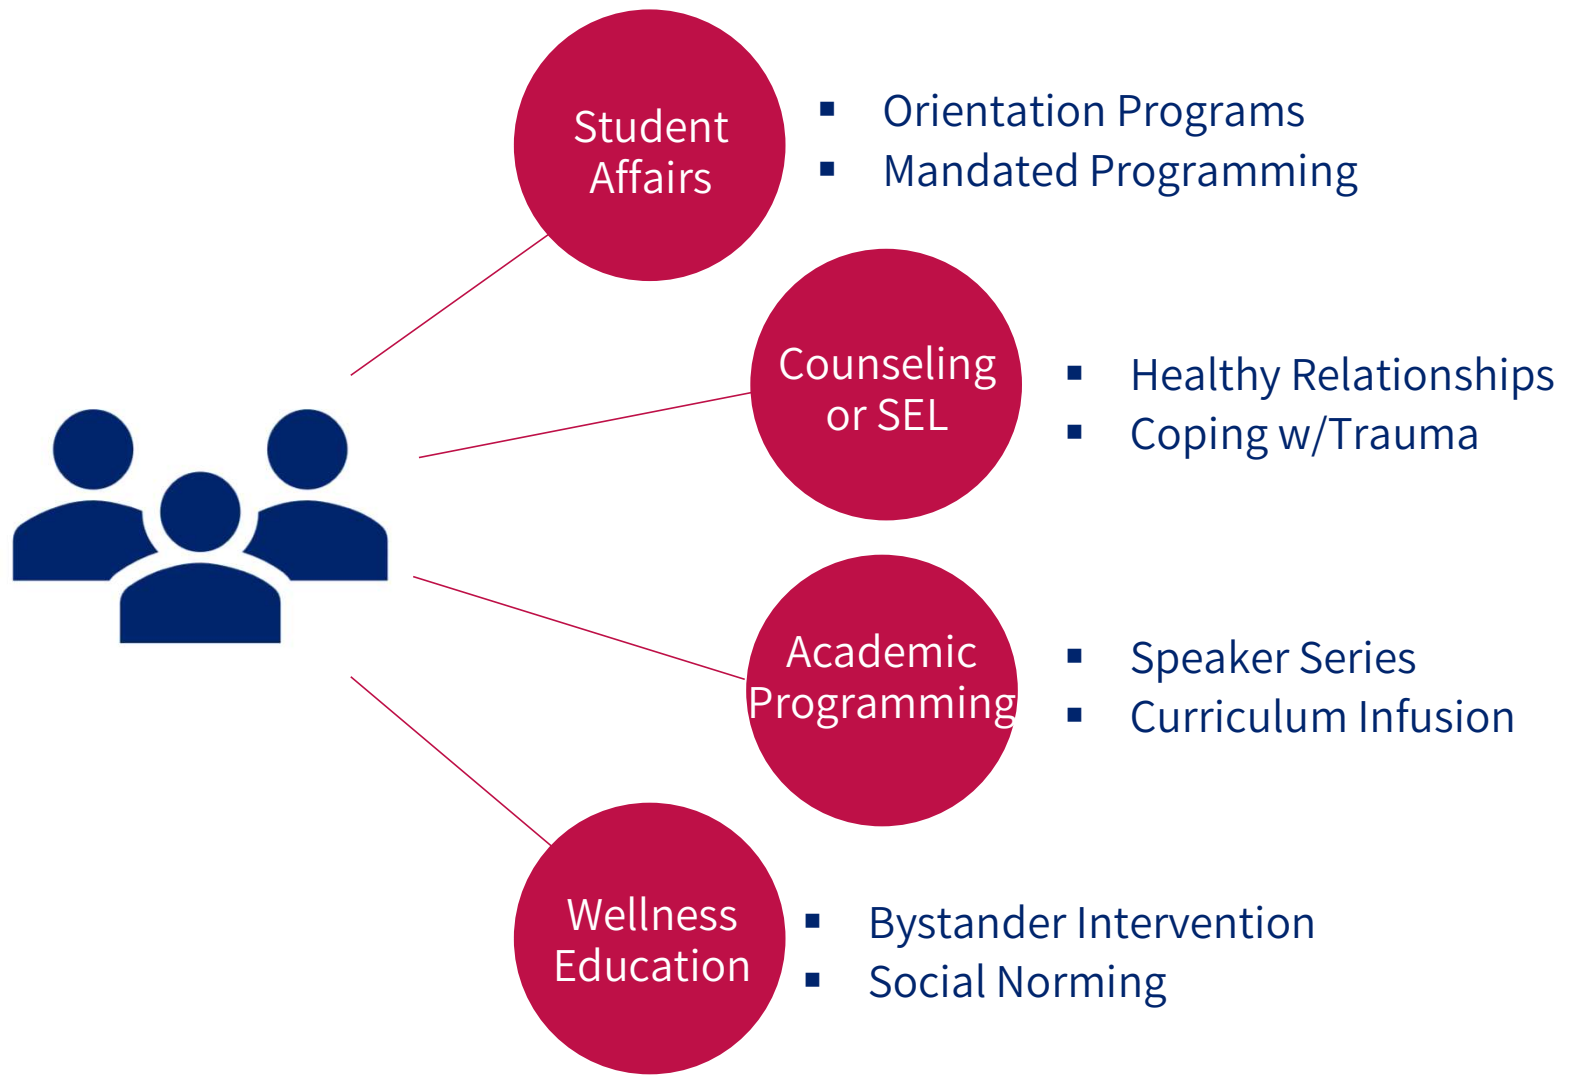 Student
Affairs
▪ Orientation Programs
▪ Mandated Programming
Counseling
or SEL
▪ Healthy Relationships
▪ Coping w/Trauma
Academic
Programming
▪ Speaker Series
▪ Curriculum Infusion
Wellness
Education
▪ Bystander Intervention
▪ Social Norming